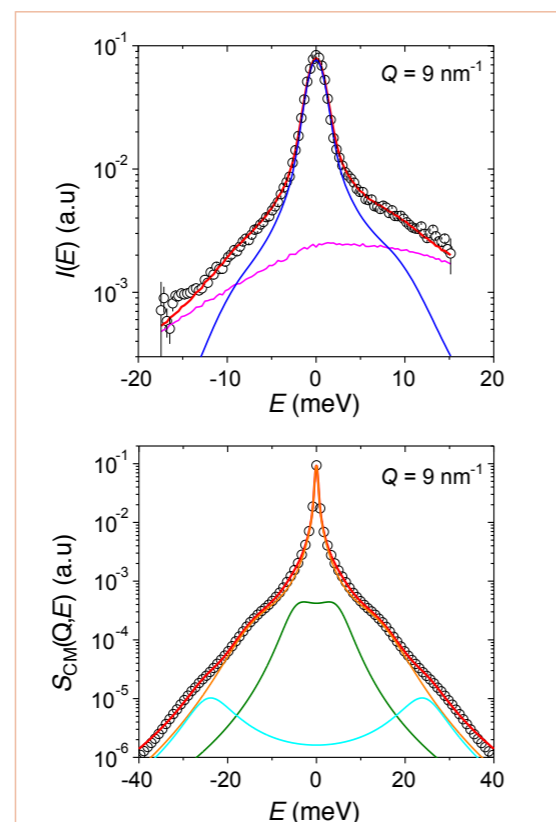 10⁻¹
Q = 9 nm⁻¹
10⁻²
I(E) (a.u)
10⁻³
-20 -10 0 10 20
E (meV)
10⁻¹
Q = 9 nm⁻¹
10⁻²
10⁻³
S_CM(Q,E) (a.u)
10⁻⁴
10⁻⁵
10⁻⁶
-40 -20 0 20 40
E (meV)